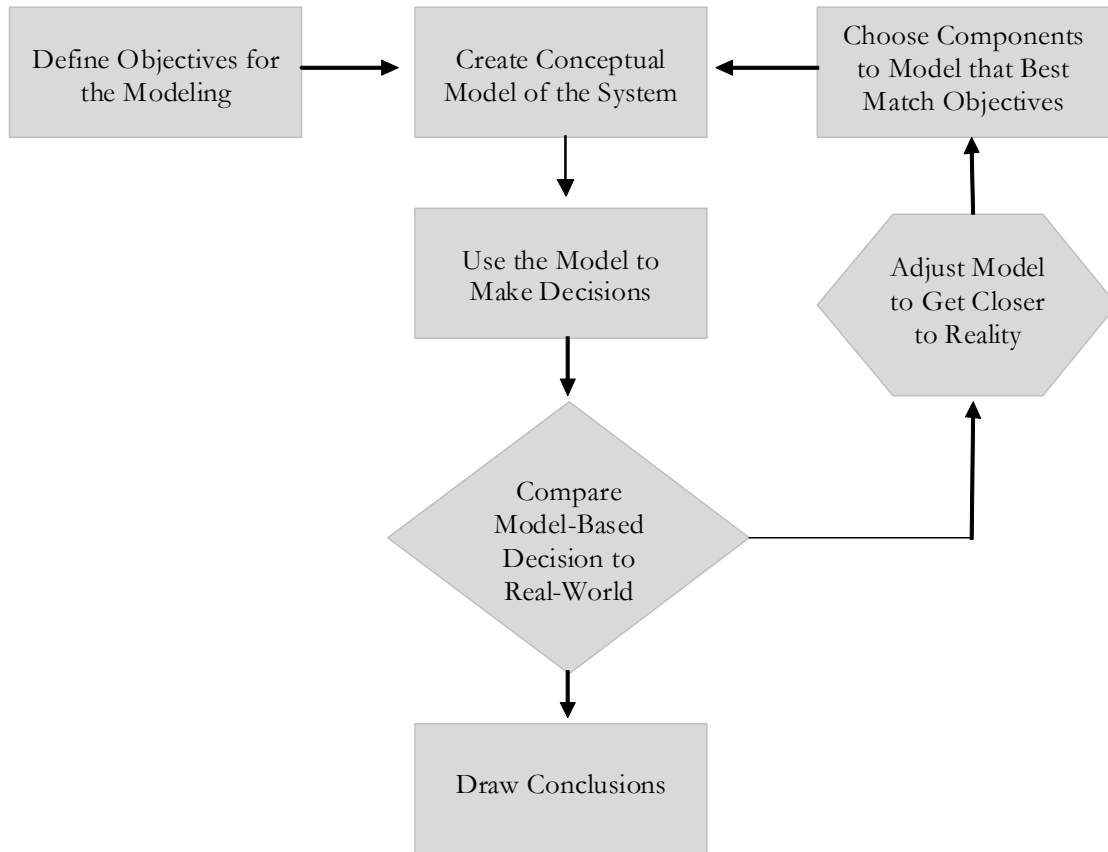 Define Objectives for
the Modeling
Create Conceptual
Model of the System
Choose Components
to Model that Best
Match Objectives
Use the Model to
Make Decisions
Adjust Model
to Get Closer
to Reality
Compare
Model-Based
Decision to
Real-World
Draw Conclusions